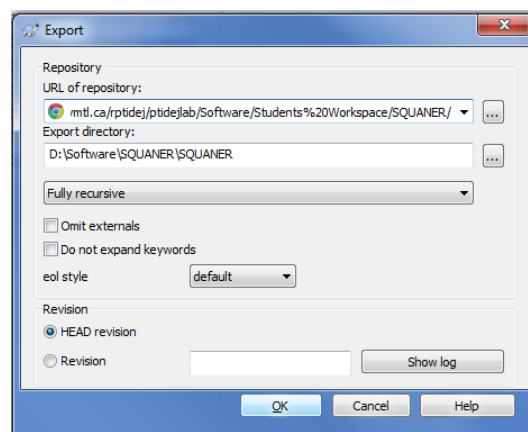 Export
Repository
URL of repository:
mtl.ca/rptidej/ptidejlab/Software/Students%20Workspace/SQUANER/
...
Export directory:
D:\Software\SQUANER\SQUANER
...
Fully recursive
Omit externals
Do not expand keywords
eol style default
Revision
HEAD revision
Revision Show log
OK Cancel Help